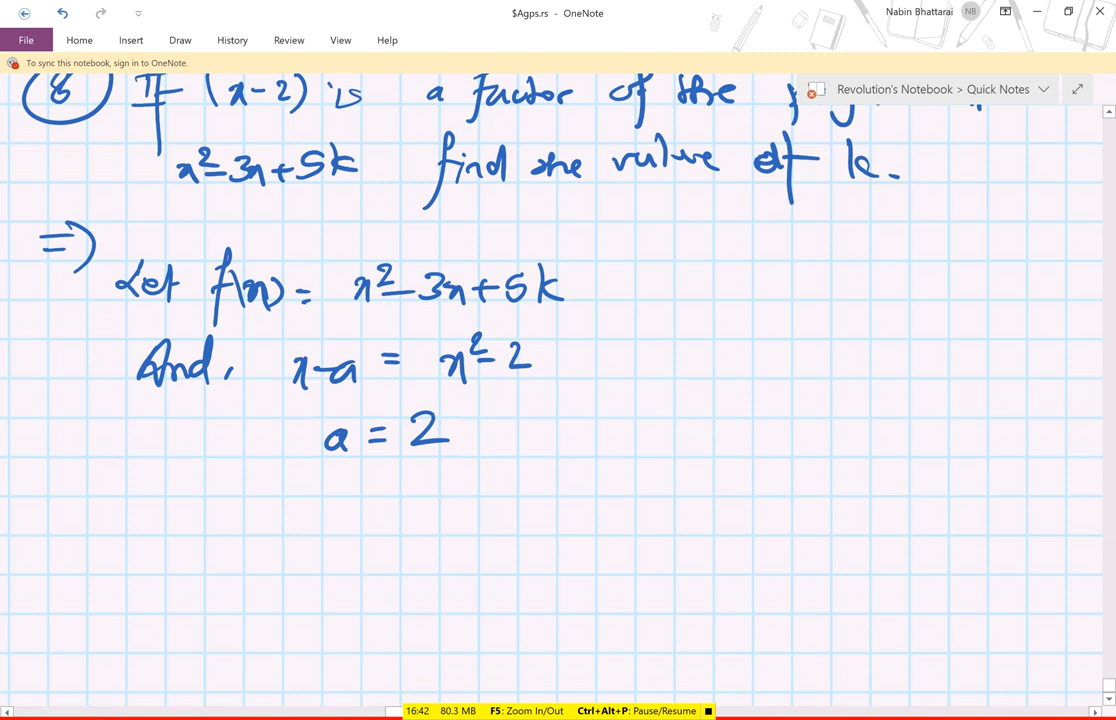 $Agps.rs - OneNote
Nabin Bhattarai NB
File Home Insert Draw History Review View Help
To sync this notebook, sign in to OneNote.
Revolution's Notebook > Quick Notes
8 If (x-2) is a factor of the
x²-3x+5k find the value of k.
=>
Let f(x)= x²-3x+5k
And, x-a = x²-2
a = 2
16:42 80.3 MB F5: Zoom In/Out Ctrl+Alt+P: Pause/Resume